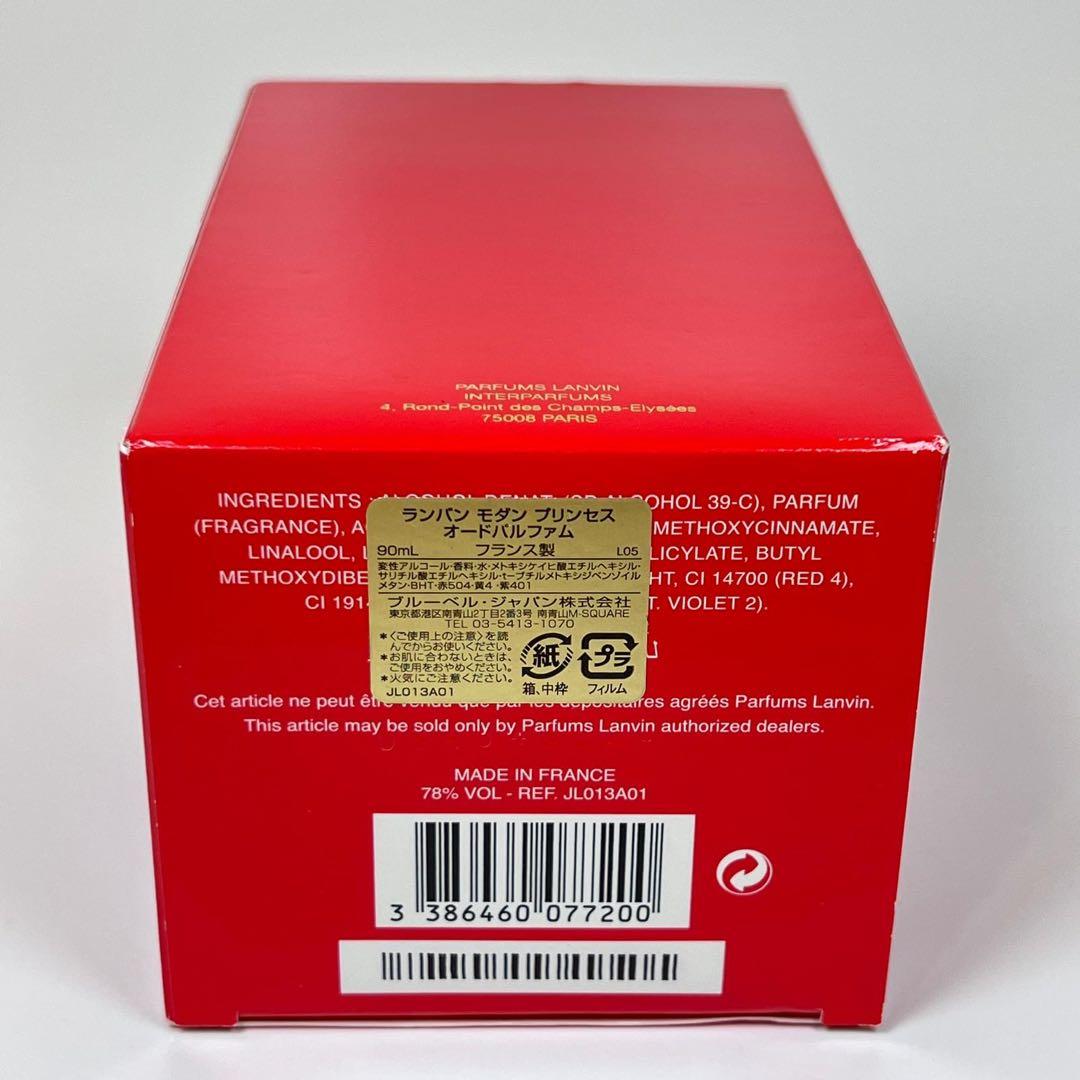 PARFUMS LANVIN
INTERPARFUMS
4, Rond-Point des Champs-Elysées
75008 PARIS
INGREDIENTS : ALCOHOL DENAT. (SD ALCOHOL 39-C), PARFUM
(FRAGRANCE), METHOXYCINNAMATE,
LINALOOL, BUTYL
CI 14700 (RED 4),
VIOLET 2).
ランバン モダン プリンセス
オードパルファム
90mL フランス製 L05
変性アルコール・香料・水・メトキシケイヒ酸エチルヘキシル・
サリチル酸エチルヘキシル・t-ブチルメトキシジベンゾイル
メタン・BHT・赤504・黄4・紫401
ブルーベル・ジャパン株式会社
東京都港区南青山2丁目2番3号 南青山M-SQUARE
TEL 03-5413-1070
*〈ご使用上の注意〉を読
んでからお使いください。
*お肌に合わないときは、
ご使用をおやめください。
*火気にご注意ください。
JL013A01
紙
箱、中枠
プラ
フィルム
Cet article ne peut être vendu que par les dépositaires agréés Parfums Lanvin.
This article may be sold only by Parfums Lanvin authorized dealers.
MADE IN FRANCE
78% VOL - REF. JL013A01
3 386460 077200